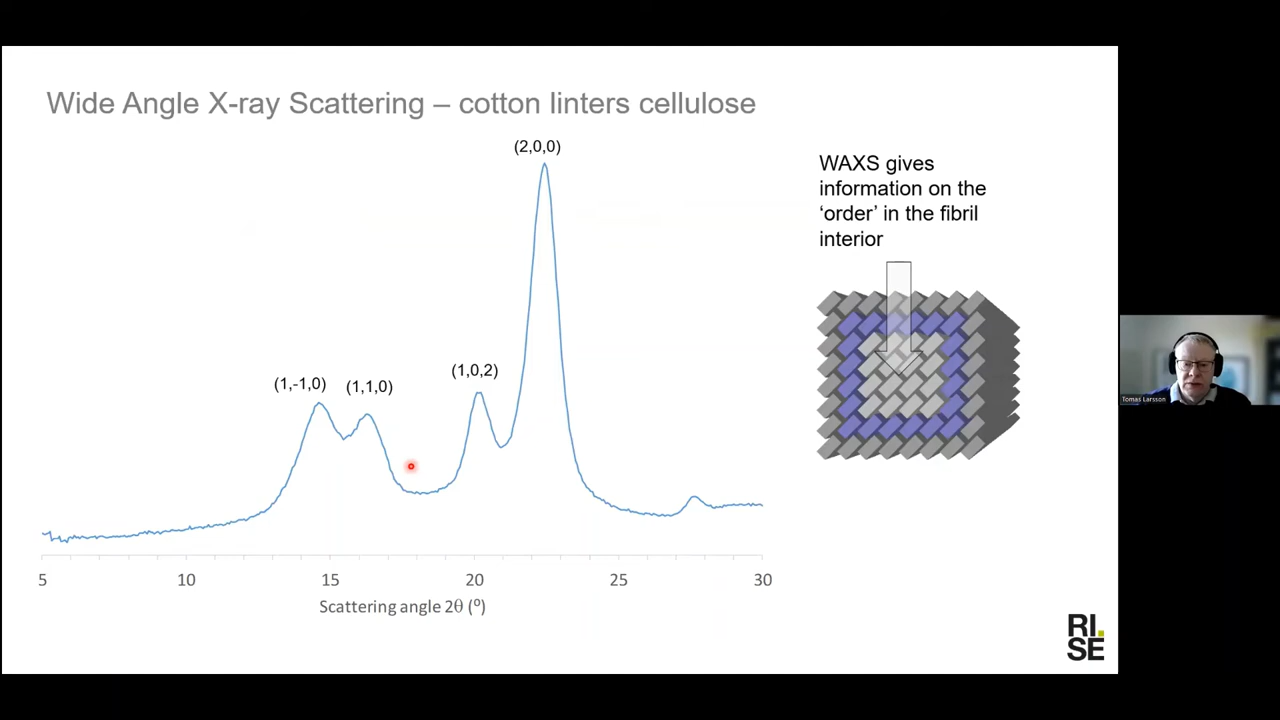 Wide Angle X-ray Scattering – cotton linters cellulose
(2,0,0)
(1,0,2)
(1,-1,0)
(1,1,0)
5
10
15
20
25
30
Scattering angle 2θ (º)
WAXS gives
information on the
‘order’ in the fibril
interior
Tomas Larsson
RI.
SE